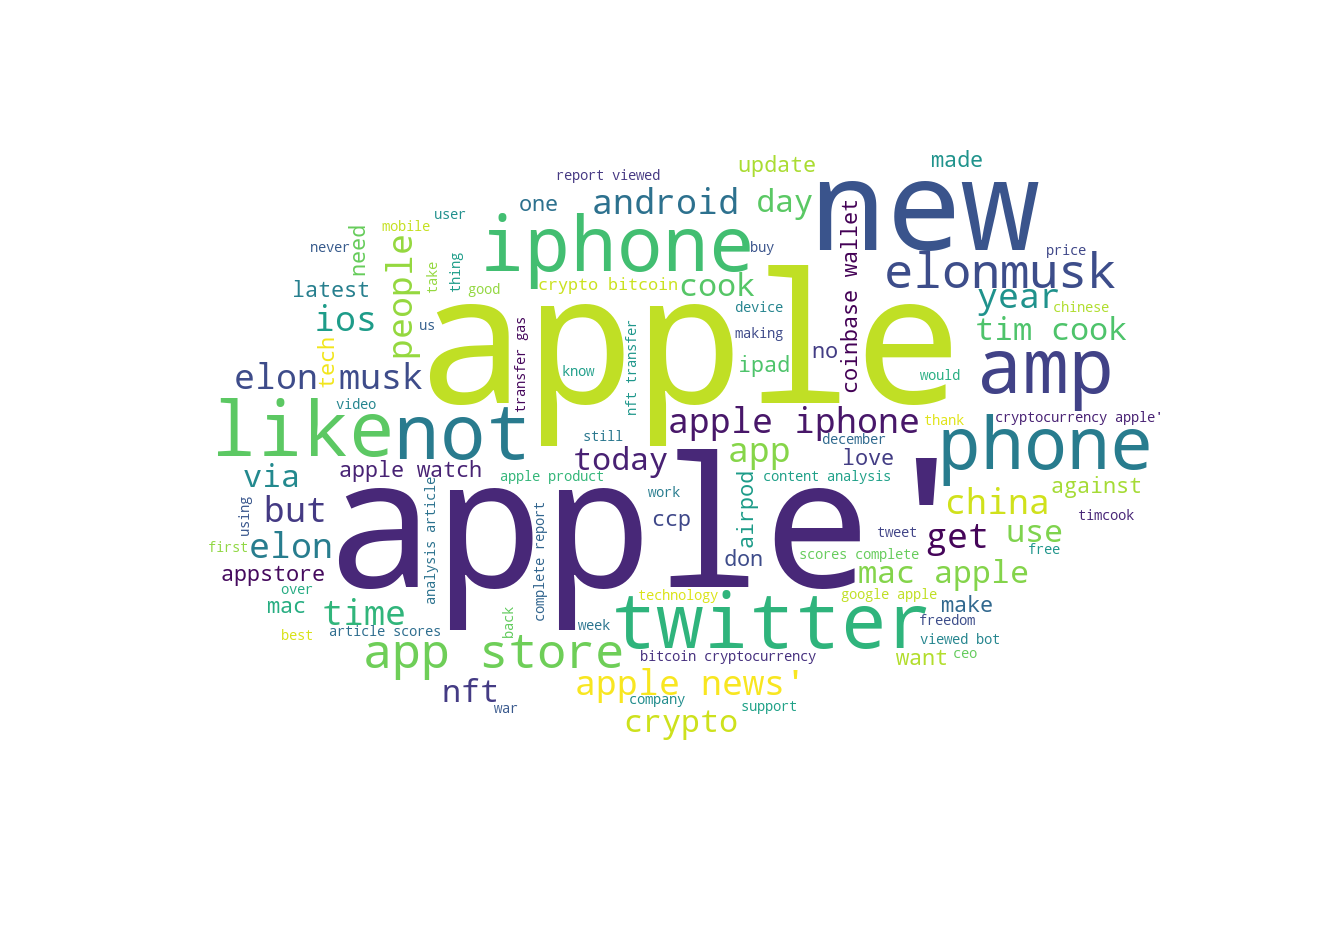 made
update
report viewed
new
android
day
one
user
mobile
never
need
people
iphone
buy
coinbase wallet
price
elonmusk
take
thing
good
crypto bitcoin
cook
latest
year
chinese
ios
us
apple
device
tim cook
transfer gas
nft transfer
making
tech
no
ipad
amp
elon musk
know
would
video
like
not
apple iphone
thank
cryptocurrency apple'
phone
still
today
app
december
love
via
apple watch
apple product
content analysis
against
analysis article
airpod
work
china
using
but
apple'
complete report
ccp
timcook
get
use
tweet
first
elon
don
scores complete
free
appstore
mac apple
over
technology
google apple
mac
time
back
week
twitter
make
freedom
best
article scores
viewed bot
app store
bitcoin cryptocurrency
want
ceo
nft
apple news'
company
support
war
crypto